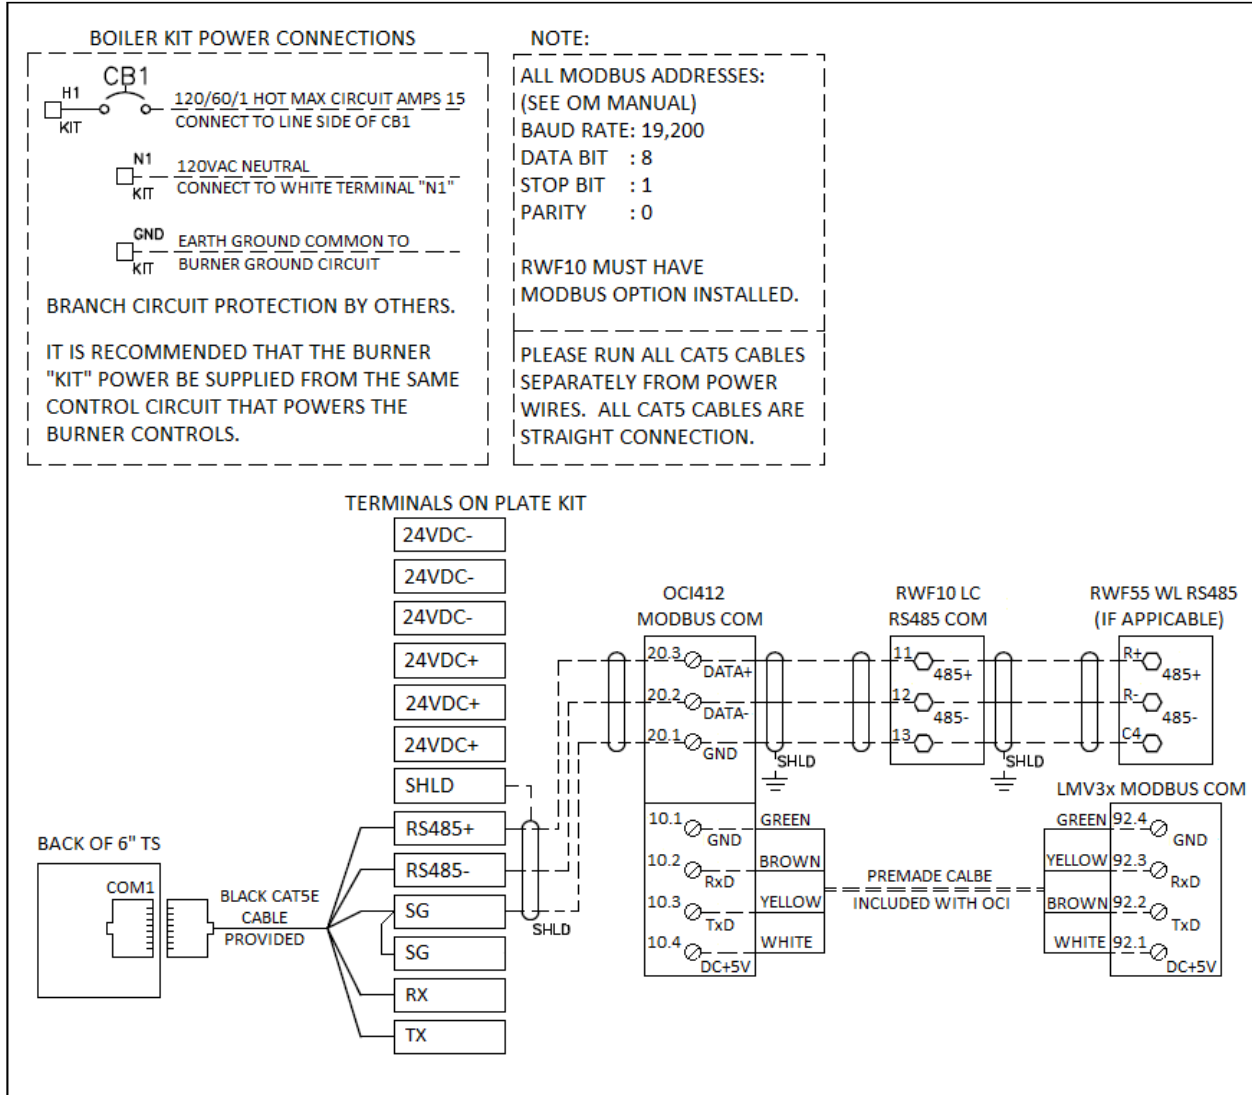 BOILER KIT POWER CONNECTIONS
CB1
H1
KIT
120/60/1 HOT MAX CIRCUIT AMPS 15
CONNECT TO LINE SIDE OF CB1
N1
KIT
120VAC NEUTRAL
CONNECT TO WHITE TERMINAL "N1"
GND
KIT
EARTH GROUND COMMON TO
BURNER GROUND CIRCUIT
BRANCH CIRCUIT PROTECTION BY OTHERS.
IT IS RECOMMENDED THAT THE BURNER
"KIT" POWER BE SUPPLIED FROM THE SAME
CONTROL CIRCUIT THAT POWERS THE
BURNER CONTROLS.
NOTE:
ALL MODBUS ADDRESSES:
(SEE OM MANUAL)
BAUD RATE: 19,200
DATA BIT : 8
STOP BIT : 1
PARITY : 0
RWF10 MUST HAVE
MODBUS OPTION INSTALLED.
PLEASE RUN ALL CAT5 CABLES
SEPARATELY FROM POWER
WIRES. ALL CAT5 CABLES ARE
STRAIGHT CONNECTION.
TERMINALS ON PLATE KIT
24VDC-
24VDC-
24VDC-
24VDC+
24VDC+
24VDC+
SHLD
RS485+
RS485-
SG
SG
RX
TX
SHLD
BACK OF 6" TS
COM1
BLACK CAT5E
CABLE
PROVIDED
OCI412
MODBUS COM
20.3
DATA+
20.2
DATA-
20.1
GND
SHLD
10.1
GND
GREEN
10.2
RxD
BROWN
10.3
TxD
YELLOW
10.4
DC+5V
WHITE
PREMADE CALBE
INCLUDED WITH OCI
RWF10 LC
RS485 COM
11
485+
12
485-
13
SHLD
RWF55 WL RS485
(IF APPICABLE)
R+
485+
R-
485-
C4
LMV3x MODBUS COM
GREEN
92.4
GND
YELLOW
92.3
RxD
BROWN
92.2
TxD
WHITE
92.1
DC+5V